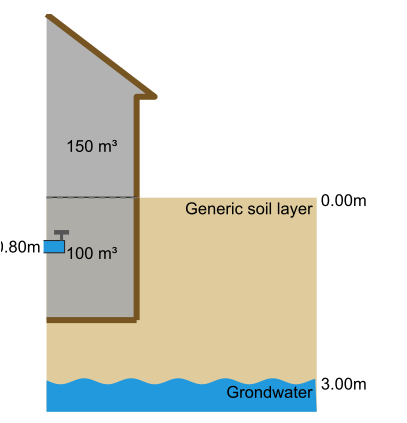 150 m³
0.00m
Generic soil layer
).80m
100 m³
3.00m
Grondwater